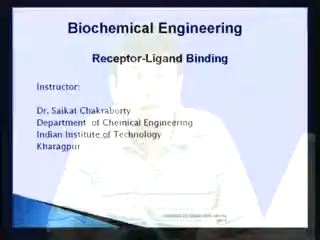 Biochemical Engineering
Receptor-Ligand Binding
Instructor:
Dr. Saikat Chakraborty
Department of Chemical Engineering
Indian Institute of Technology
Kharagpur